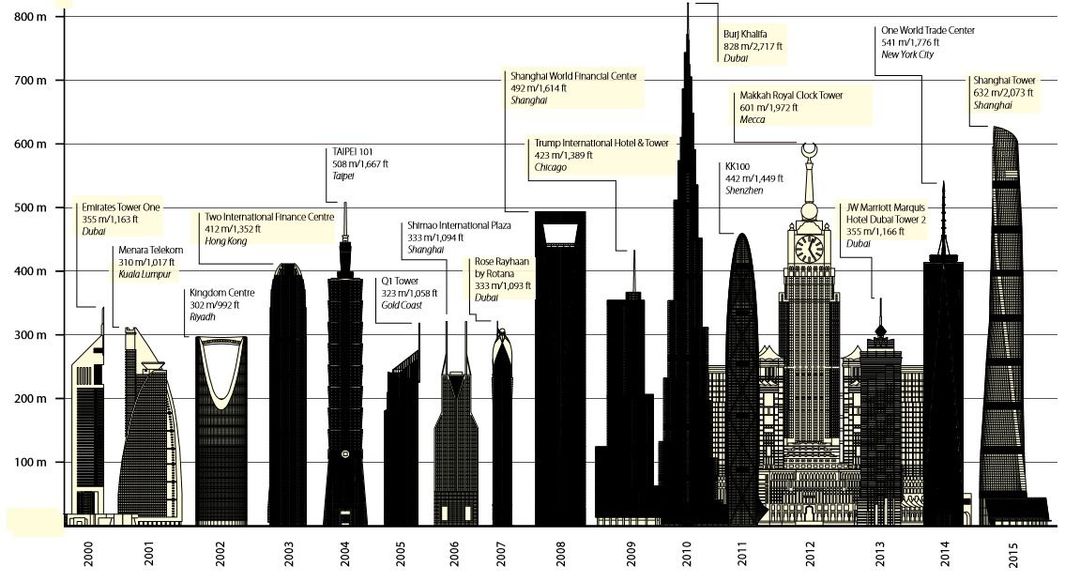 800 m
700 m
600 m
500 m
400 m
300 m
200 m
100 m
Emirates Tower One
355 m/1,163 ft
Dubai
Menara Telekom
310 m/1,017 ft
Kuala Lumpur
Kingdom Centre
302 m/992 ft
Riyadh
Two International Finance Centre
412 m/1,352 ft
Hong Kong
TAIPEI 101
508 m/1,667 ft
Taipei
Q1 Tower
323 m/1,058 ft
Gold Coast
Shimao International Plaza
333 m/1,094 ft
Shanghai
Rose Rayhaan
by Rotana
333 m/1,093 ft
Dubai
Shanghai World Financial Center
492 m/1,614 ft
Shanghai
Trump International Hotel & Tower
423 m/1,389 ft
Chicago
Burj Khalifa
828 m/2,717 ft
Dubai
KK100
442 m/1,449 ft
Shenzhen
Makkah Royal Clock Tower
601 m/1,972 ft
Mecca
JW Marriott Marquis
Hotel Dubai Tower 2
355 m/1,166 ft
Dubai
One World Trade Center
541 m/1,776 ft
New York City
Shanghai Tower
632 m/2,073 ft
Shanghai
2000
2001
2002
2003
2004
2005
2006
2007
2008
2009
2010
2011
2012
2013
2014
2015